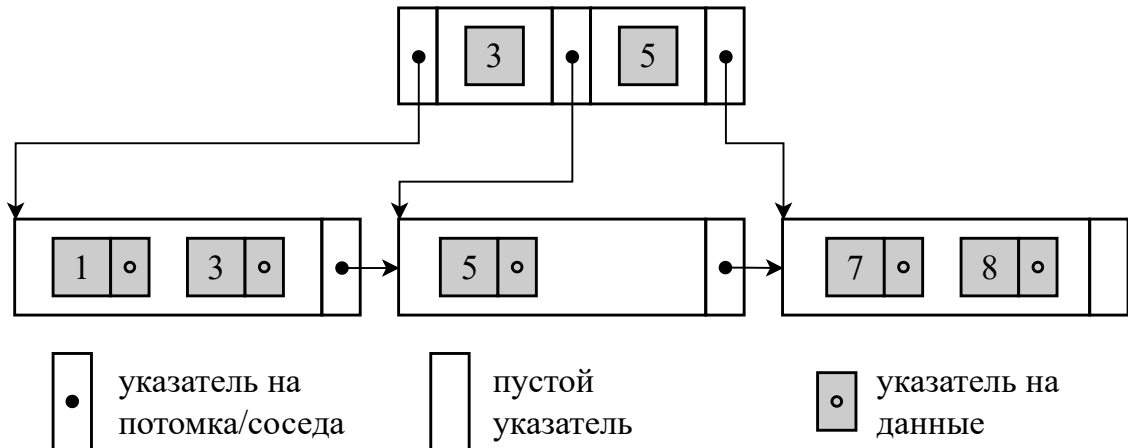 3 5
1 3 5 7 8
указатель на пустой указатель на
потомка/соседа указатель данные